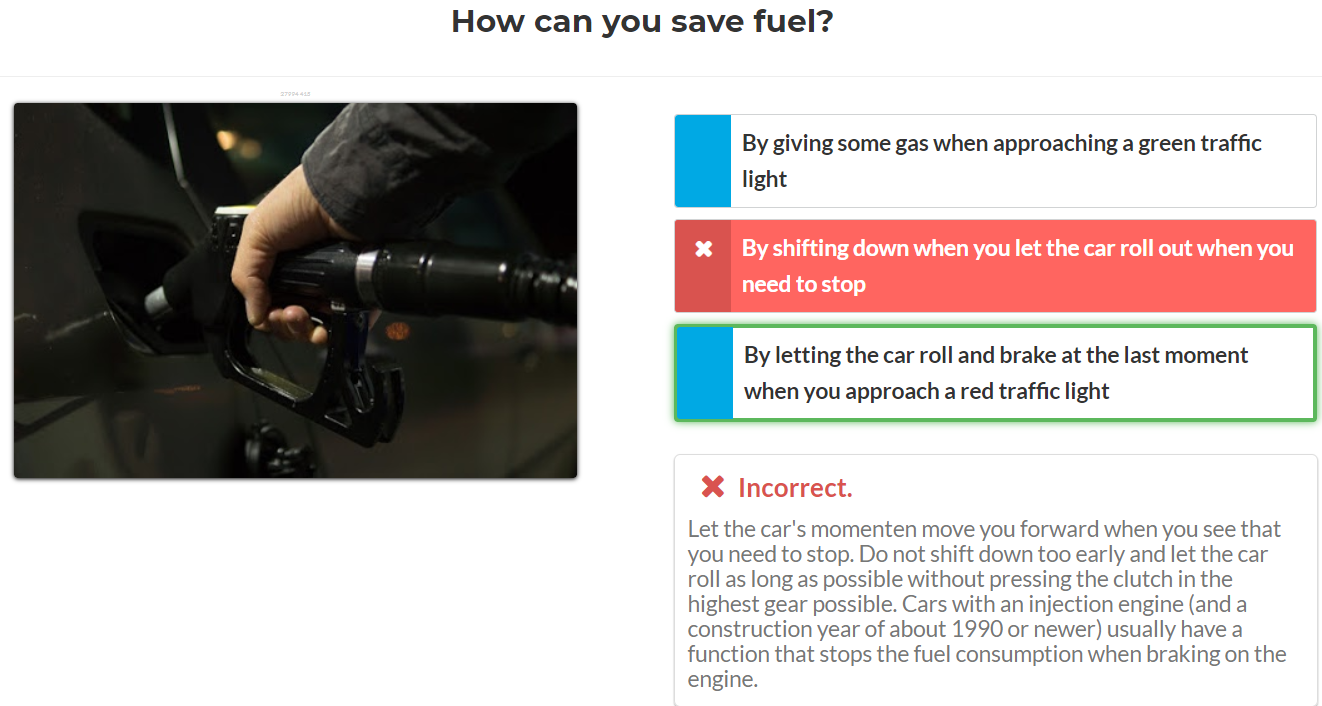 How can you save fuel?
By giving some gas when approaching a green traffic
light
By shifting down when you let the car roll out when you
need to stop
By letting the car roll and brake at the last moment
when you approach a red traffic light
Incorrect.
Let the car's momenten move you forward when you see that
you need to stop. Do not shift down too early and let the car
roll as long as possible without pressing the clutch in the
highest gear possible. Cars with an injection engine (and a
construction year of about 1990 or newer) usually have a
function that stops the fuel consumption when braking on the
engine.